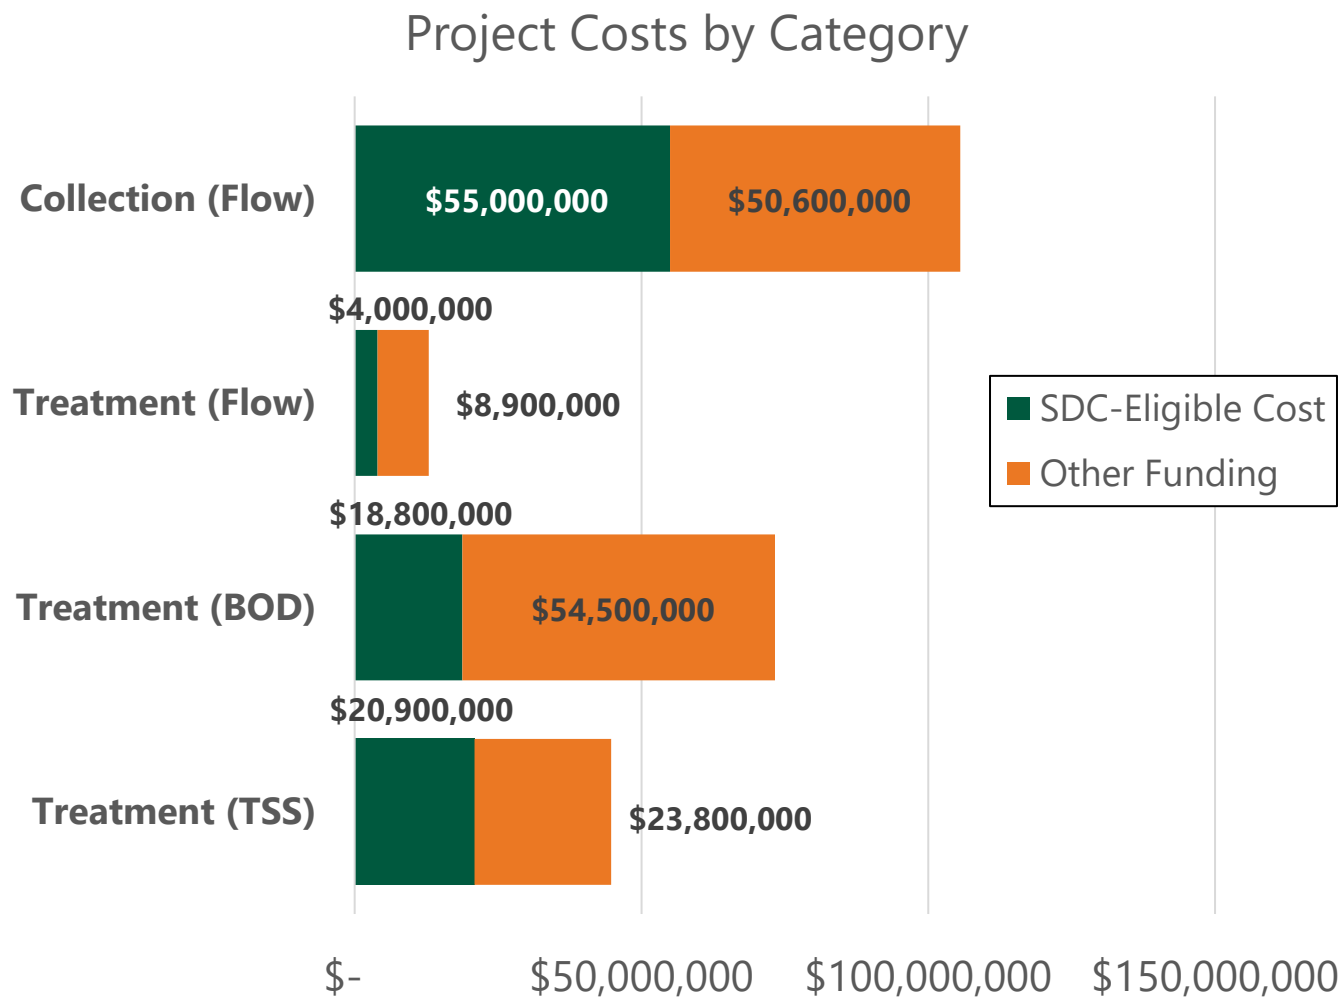 Project Costs by Category
Collection (Flow)
$55,000,000
$50,600,000
$4,000,000
Treatment (Flow)
$8,900,000
SDC-Eligible Cost
Other Funding
$18,800,000
Treatment (BOD)
$54,500,000
$20,900,000
Treatment (TSS)
$23,800,000
$-
$50,000,000
$100,000,000
$150,000,000